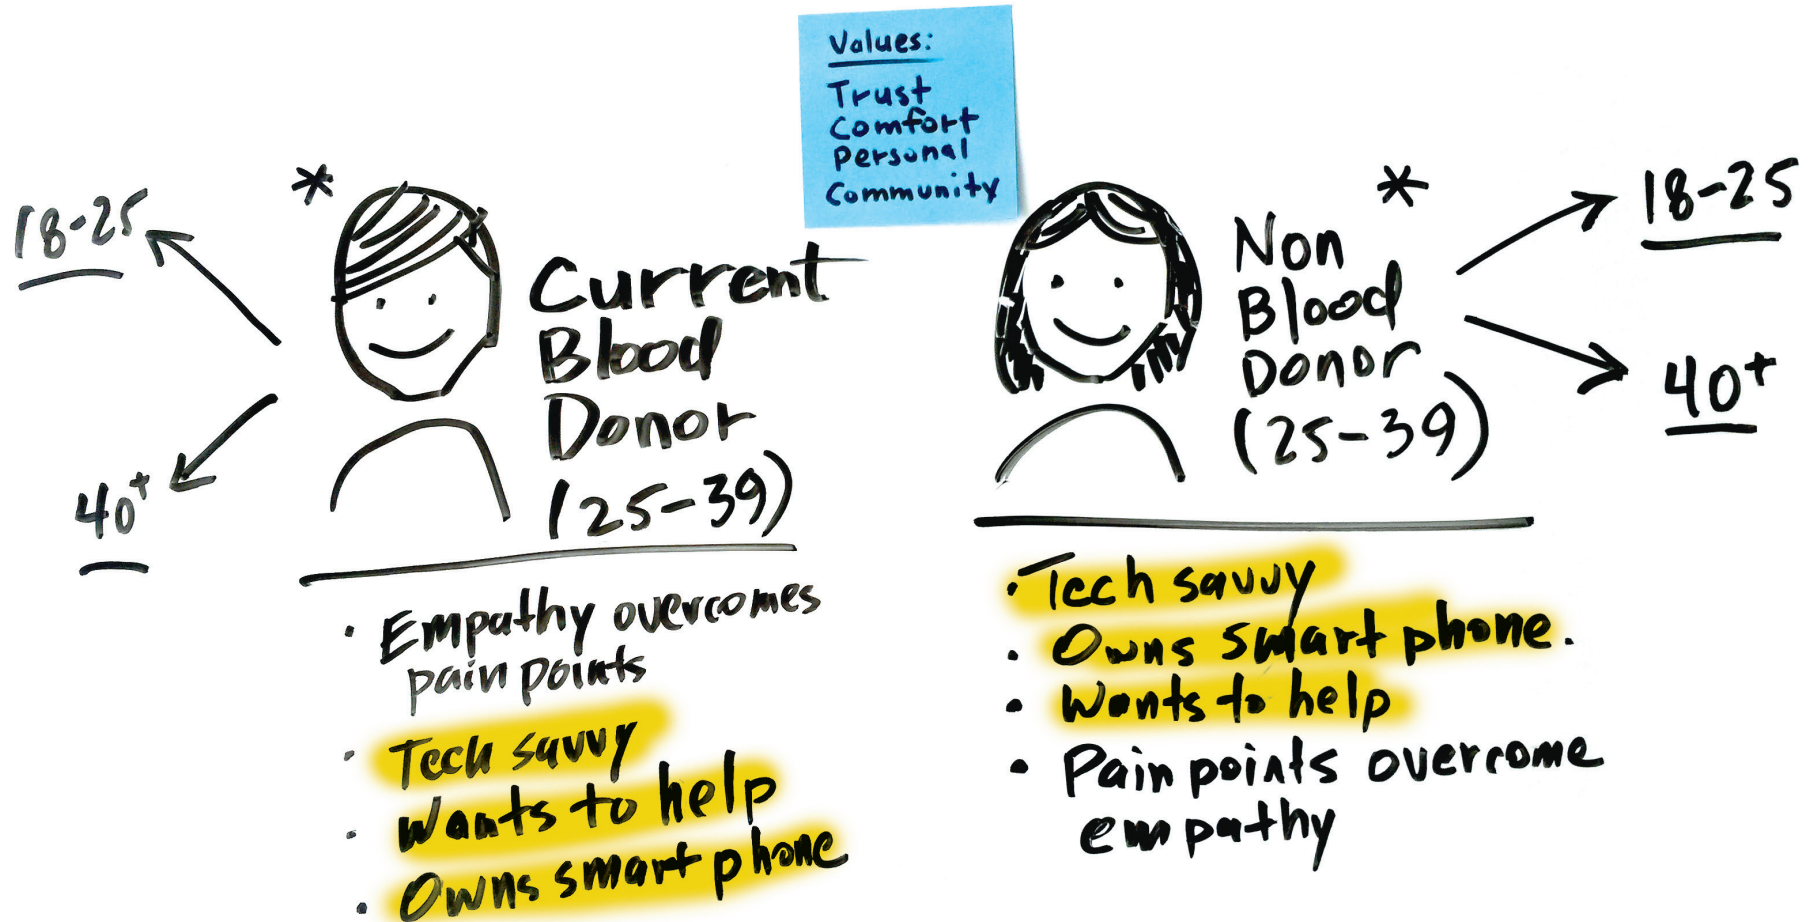 Values:
Trust
Comfort
Personal
Community
*
18-25
40+
Current
Blood
Donor
(25-39)
• Empathy overcomes
pain points
• Tech savvy
• Wants to help
• Owns smart phone
*
Non
Blood
Donor
(25-39)
18-25
40+
• Tech savvy
• Owns smart phone.
• Wants to help
• Pain points overcome
empathy